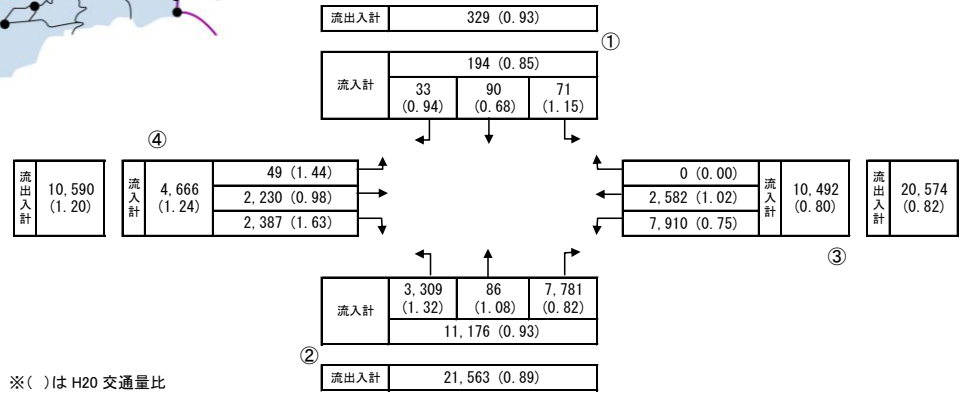 流出入計 329 (0.93)
①
流入計 194 (0.85)
33 90 71
(0.94) (0.68) (1.15)
④
流出入計 10,590 (1.20)
流入計 4,666 (1.24)
49 (1.44)
2,230 (0.98)
2,387 (1.63)
0 (0.00)
2,582 (1.02)
7,910 (0.75)
流入計 10,492 (0.80)
流出入計 20,574 (0.82)
③
流入計
3,309 86 7,781
(1.32) (1.08) (0.82)
11,176 (0.93)
②
流出入計 21,563 (0.89)
※( )は H20 交通量比